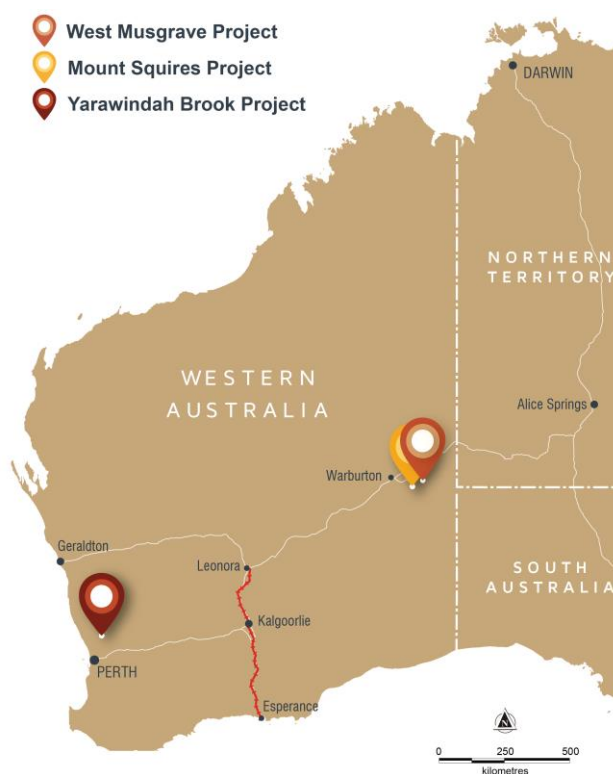 West Musgrave Project
Mount Squires Project
Yarawindah Brook Project
DARWIN
NORTHERN
TERRITORY
WESTERN
AUSTRALIA
Alice Springs
Warburton
Geraldton
Leonora
SOUTH
AUSTRALIA
Kalgoorlie
PERTH
Esperance
0 250 500
kilometres